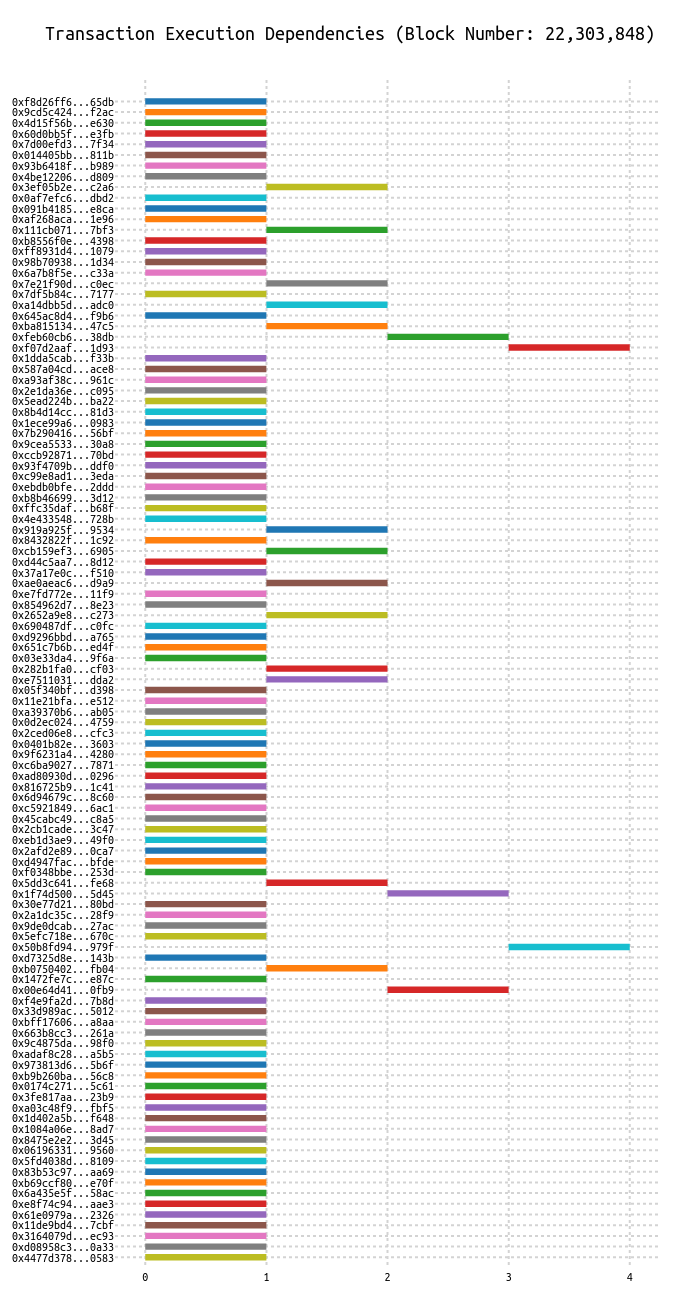 Transaction Execution Dependencies (Block Number: 22,303,848)
0xf8d26ff6...65db
0x9cd5c424...f2ac
0x4d15f56b...e630
0x60d0bb5f...e3fb
0x7d00efd3...7f34
0x014405bb...811b
0x93b6418f...b989
0x4be12206...d809
0x3ef05b2e...c2a6
0x0af7efc6...dbd2
0x091b4185...e8ca
0xaf268aca...1e96
0x111cb071...7bf3
0xb8556f0e...4398
0xff8931d4...1079
0x98b70938...1d34
0x6a7b8f5e...c33a
0x7e21f90d...c0ec
0x7df5b84c...7177
0xa14dbb5d...adc0
0x645ac8d4...f9b6
0xba815134...47c5
0xfeb60cb6...38db
0xf07d2aaf...1d93
0x1dda5cab...f33b
0x587a04cd...ace8
0xa93af38c...961c
0x2e1da36e...c095
0x5ead224b...ba22
0x8b4d14cc...81d3
0x1ece99a6...0983
0x7b290416...56bf
0x9cea5533...30a8
0xccb92871...70bd
0x93f4709b...ddf0
0xc99e8ad1...3eda
0xebdb0bfe...2ddd
0xb8b46699...3d12
0xffc35daf...b68f
0x4e433548...728b
0x919a925f...9534
0x8432822f...1c92
0xcb159ef3...6905
0xd44c5aa7...8d12
0x37a17e0c...f510
0xae0aeac6...d9a9
0xe7fd772e...11f9
0x854962d7...8e23
0x2652a9e8...c273
0x690487df...c0fc
0xd9296bbd...a765
0x651c7b6b...ed4f
0x03e33da4...9f6a
0x282b1fa0...cf03
0xe7511031...dda2
0x05f340bf...d398
0x11e21bfa...e512
0xa39370b6...ab05
0x0d2ec024...4759
0x2ced06e8...cfc3
0x0401b82e...3603
0x9f6231a4...4280
0xc6ba9027...7871
0xad80930d...0296
0x816725b9...1c41
0x6d94679c...8c60
0xc5921849...6ac1
0x45cabc49...c8a5
0x2cb1cade...3c47
0xeb1d3ae9...49f0
0x2afd2e89...0ca7
0xd4947fac...bfde
0xf0348bbe...253d
0x5dd3c641...fe68
0x1f74d500...5d45
0x30e77d21...80bd
0x2a1dc35c...28f9
0x9de0dcab...27ac
0x5efc718e...670c
0x50b8fd94...979f
0xd7325d8e...143b
0xb0750402...fb04
0x1472fe7c...e87c
0x00e64d41...0fb9
0xf4e9fa2d...7b8d
0x33d989ac...5012
0xbff17606...a8aa
0x663b8cc3...261a
0x9c4875da...98f0
0xadaf8c28...a5b5
0x973813d6...5b6f
0xb9b260ba...56c8
0x0174c271...5c61
0x3fe817aa...23b9
0xa03c48f9...fbf5
0x1d402a5b...f648
0x1084a06e...8ad7
0x8475e2e2...3d45
0x06196331...9560
0x5fd4038d...8109
0x83b53c97...aa69
0xb69ccf80...e70f
0x6a435e5f...58ac
0xe8f74c94...aae3
0x61e0979a...2326
0x11de9bd4...7cbf
0x3164079d...ec93
0xd08958c3...0a33
0x4477d378...0583
0 1 2 3 4